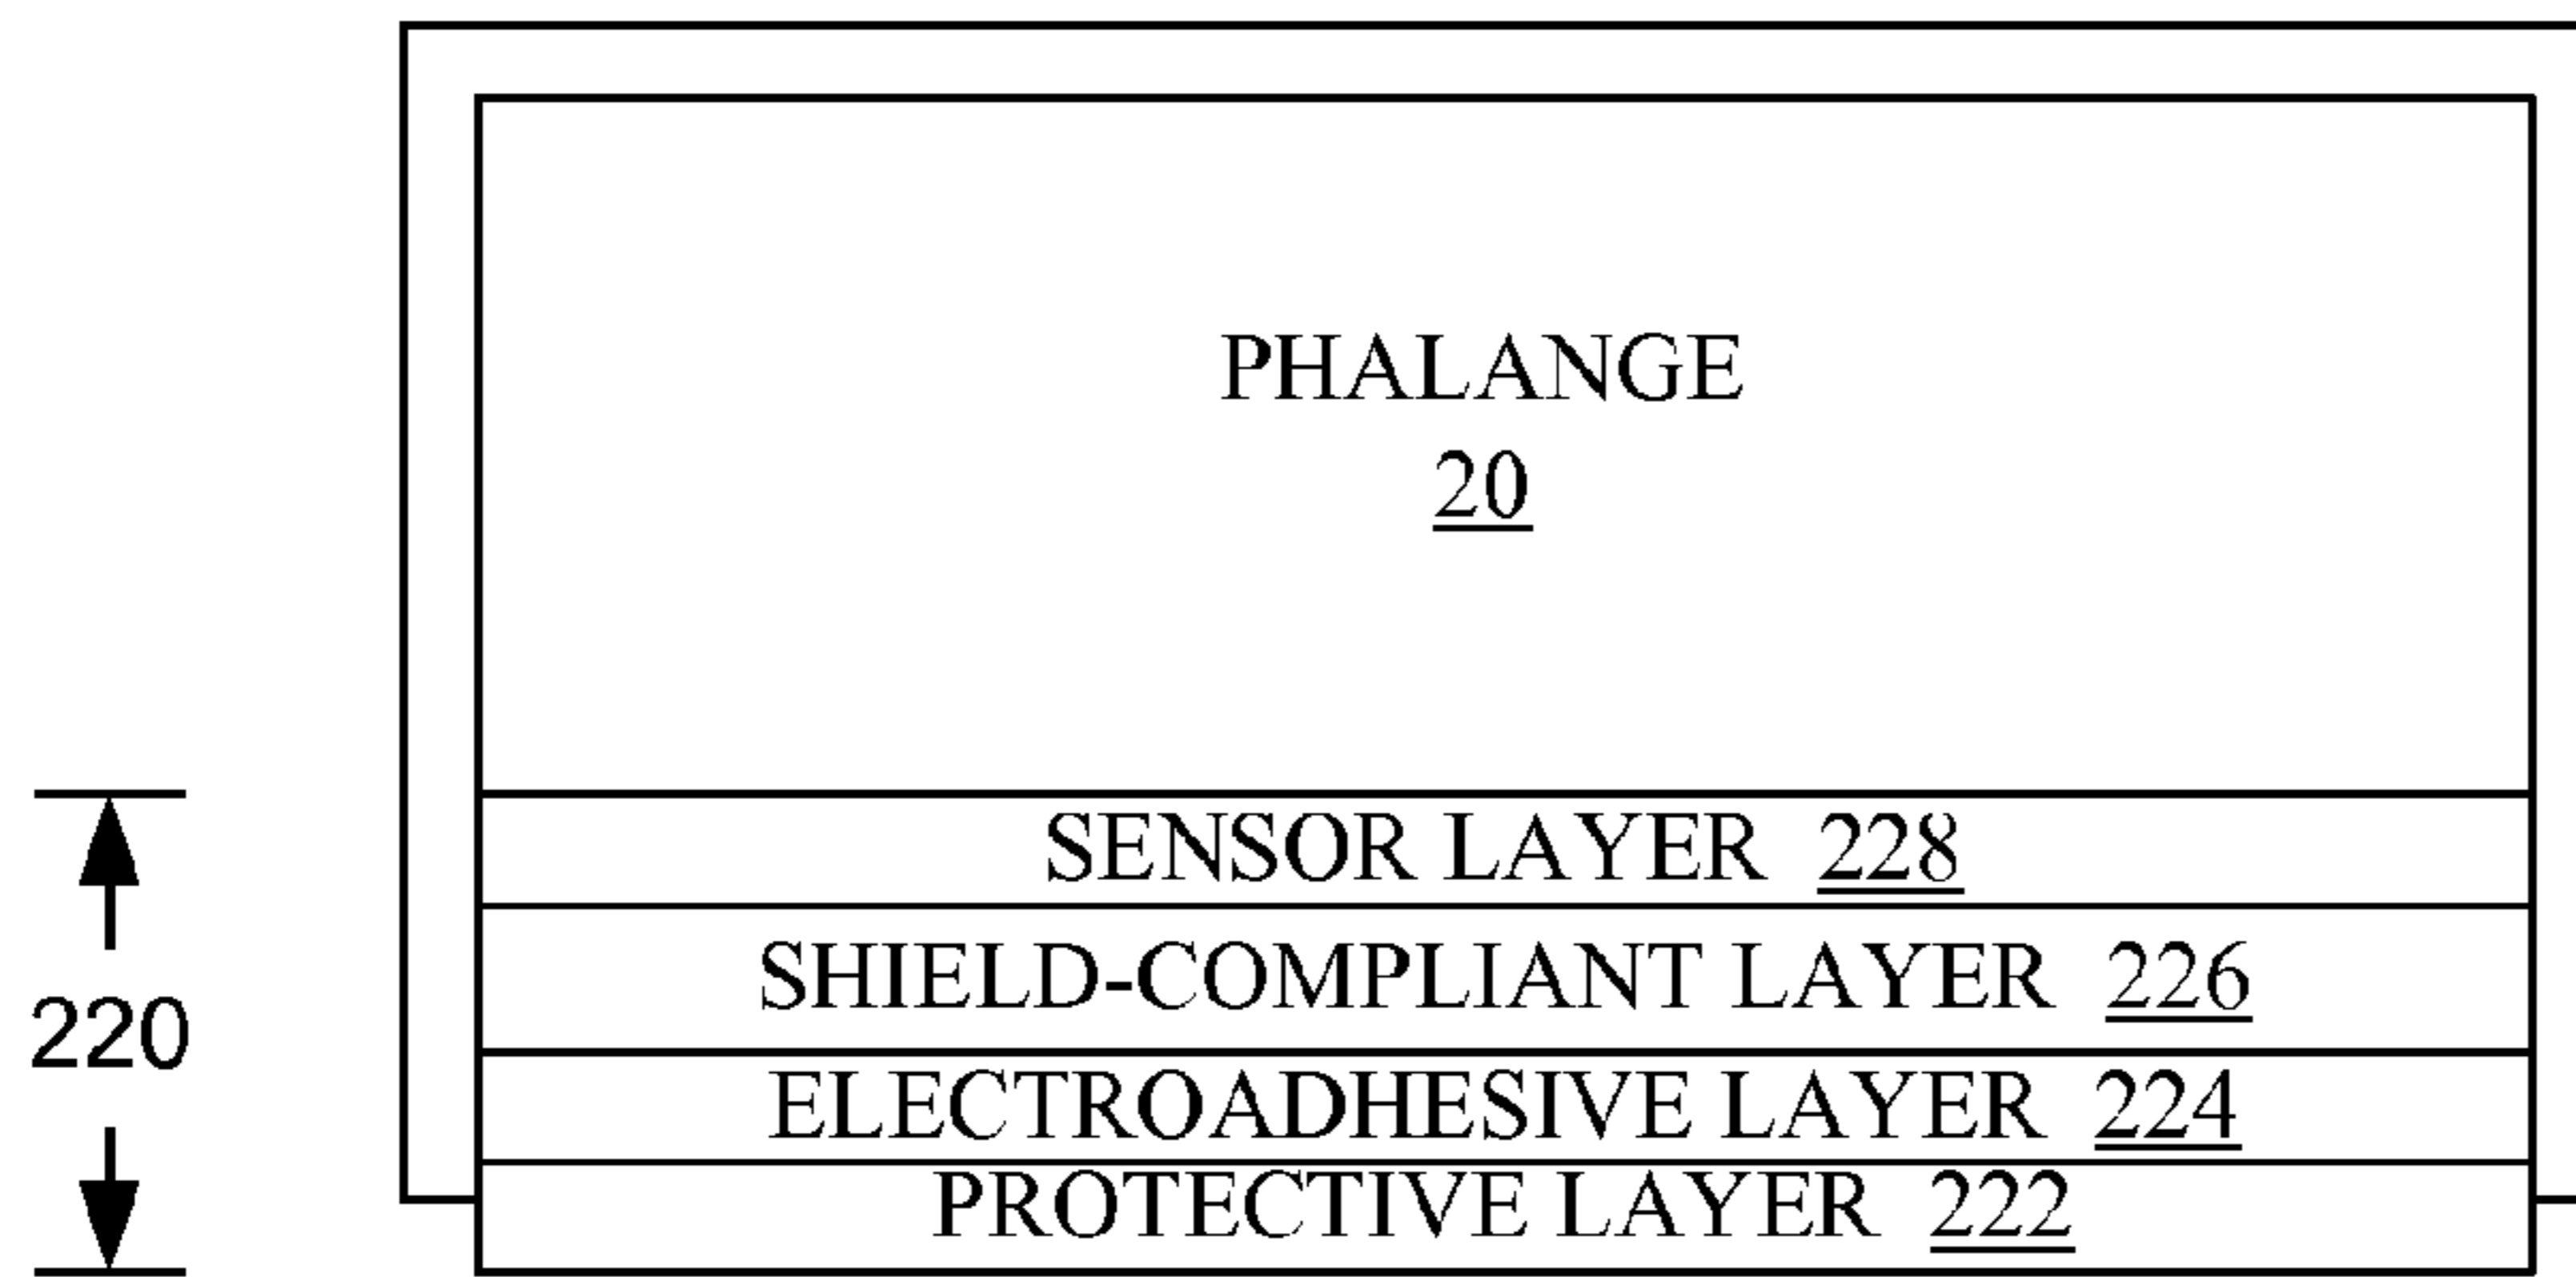 PHALANGE
20
SENSOR LAYER 228
SHIELD-COMPLIANT LAYER 226
220
ELECTROADHESIVE LAYER 224
PROTECTIVE LAYER 222